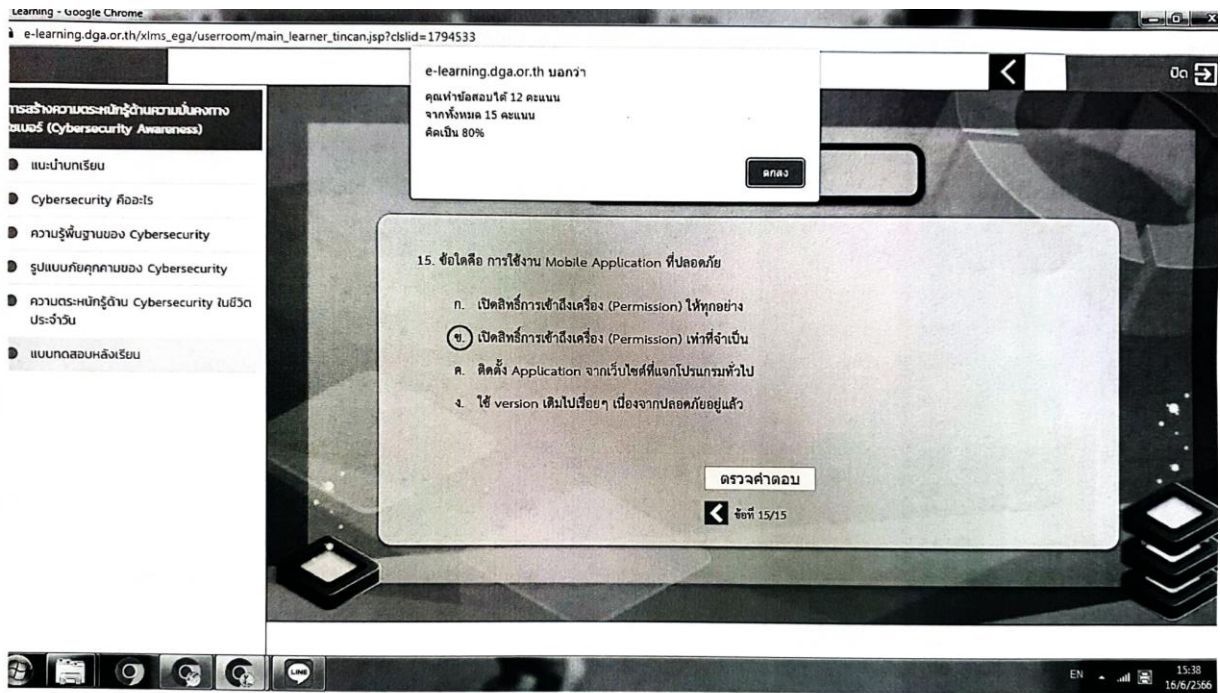 Learning - Google Chrome
e-learning.dga.or.th/xlms_ega/userroom/main_learner_tincan.jsp?clslid=1794533
ปิด
การสร้างความตระหนักรู้ด้านความมั่นคงทาง
ไซเบอร์ (Cybersecurity Awareness)
แนะนำบทเรียน
Cybersecurity คืออะไร
ความรู้พื้นฐานของ Cybersecurity
รูปแบบภัยคุกคามของ Cybersecurity
ความตระหนักรู้ด้าน Cybersecurity ในชีวิต
ประจำวัน
แบบทดสอบหลังเรียน
e-learning.dga.or.th บอกว่า
คุณทำข้อสอบได้ 12 คะแนน
จากทั้งหมด 15 คะแนน
คิดเป็น 80%
ตกลง
15. ข้อใดคือ การใช้งาน Mobile Application ที่ปลอดภัย
ก. เปิดสิทธิ์การเข้าถึงเครื่อง (Permission) ให้ทุกอย่าง
ข. เปิดสิทธิ์การเข้าถึงเครื่อง (Permission) เท่าที่จำเป็น
ค. ติดตั้ง Application จากเว็บไซต์ที่แจกโปรแกรมทั่วไป
ง. ใช้ version เดิมไปเรื่อยๆ เนื่องจากปลอดภัยอยู่แล้ว
ตรวจคำตอบ
ข้อที่ 15/15
LINE
EN
15:38
16/6/2566